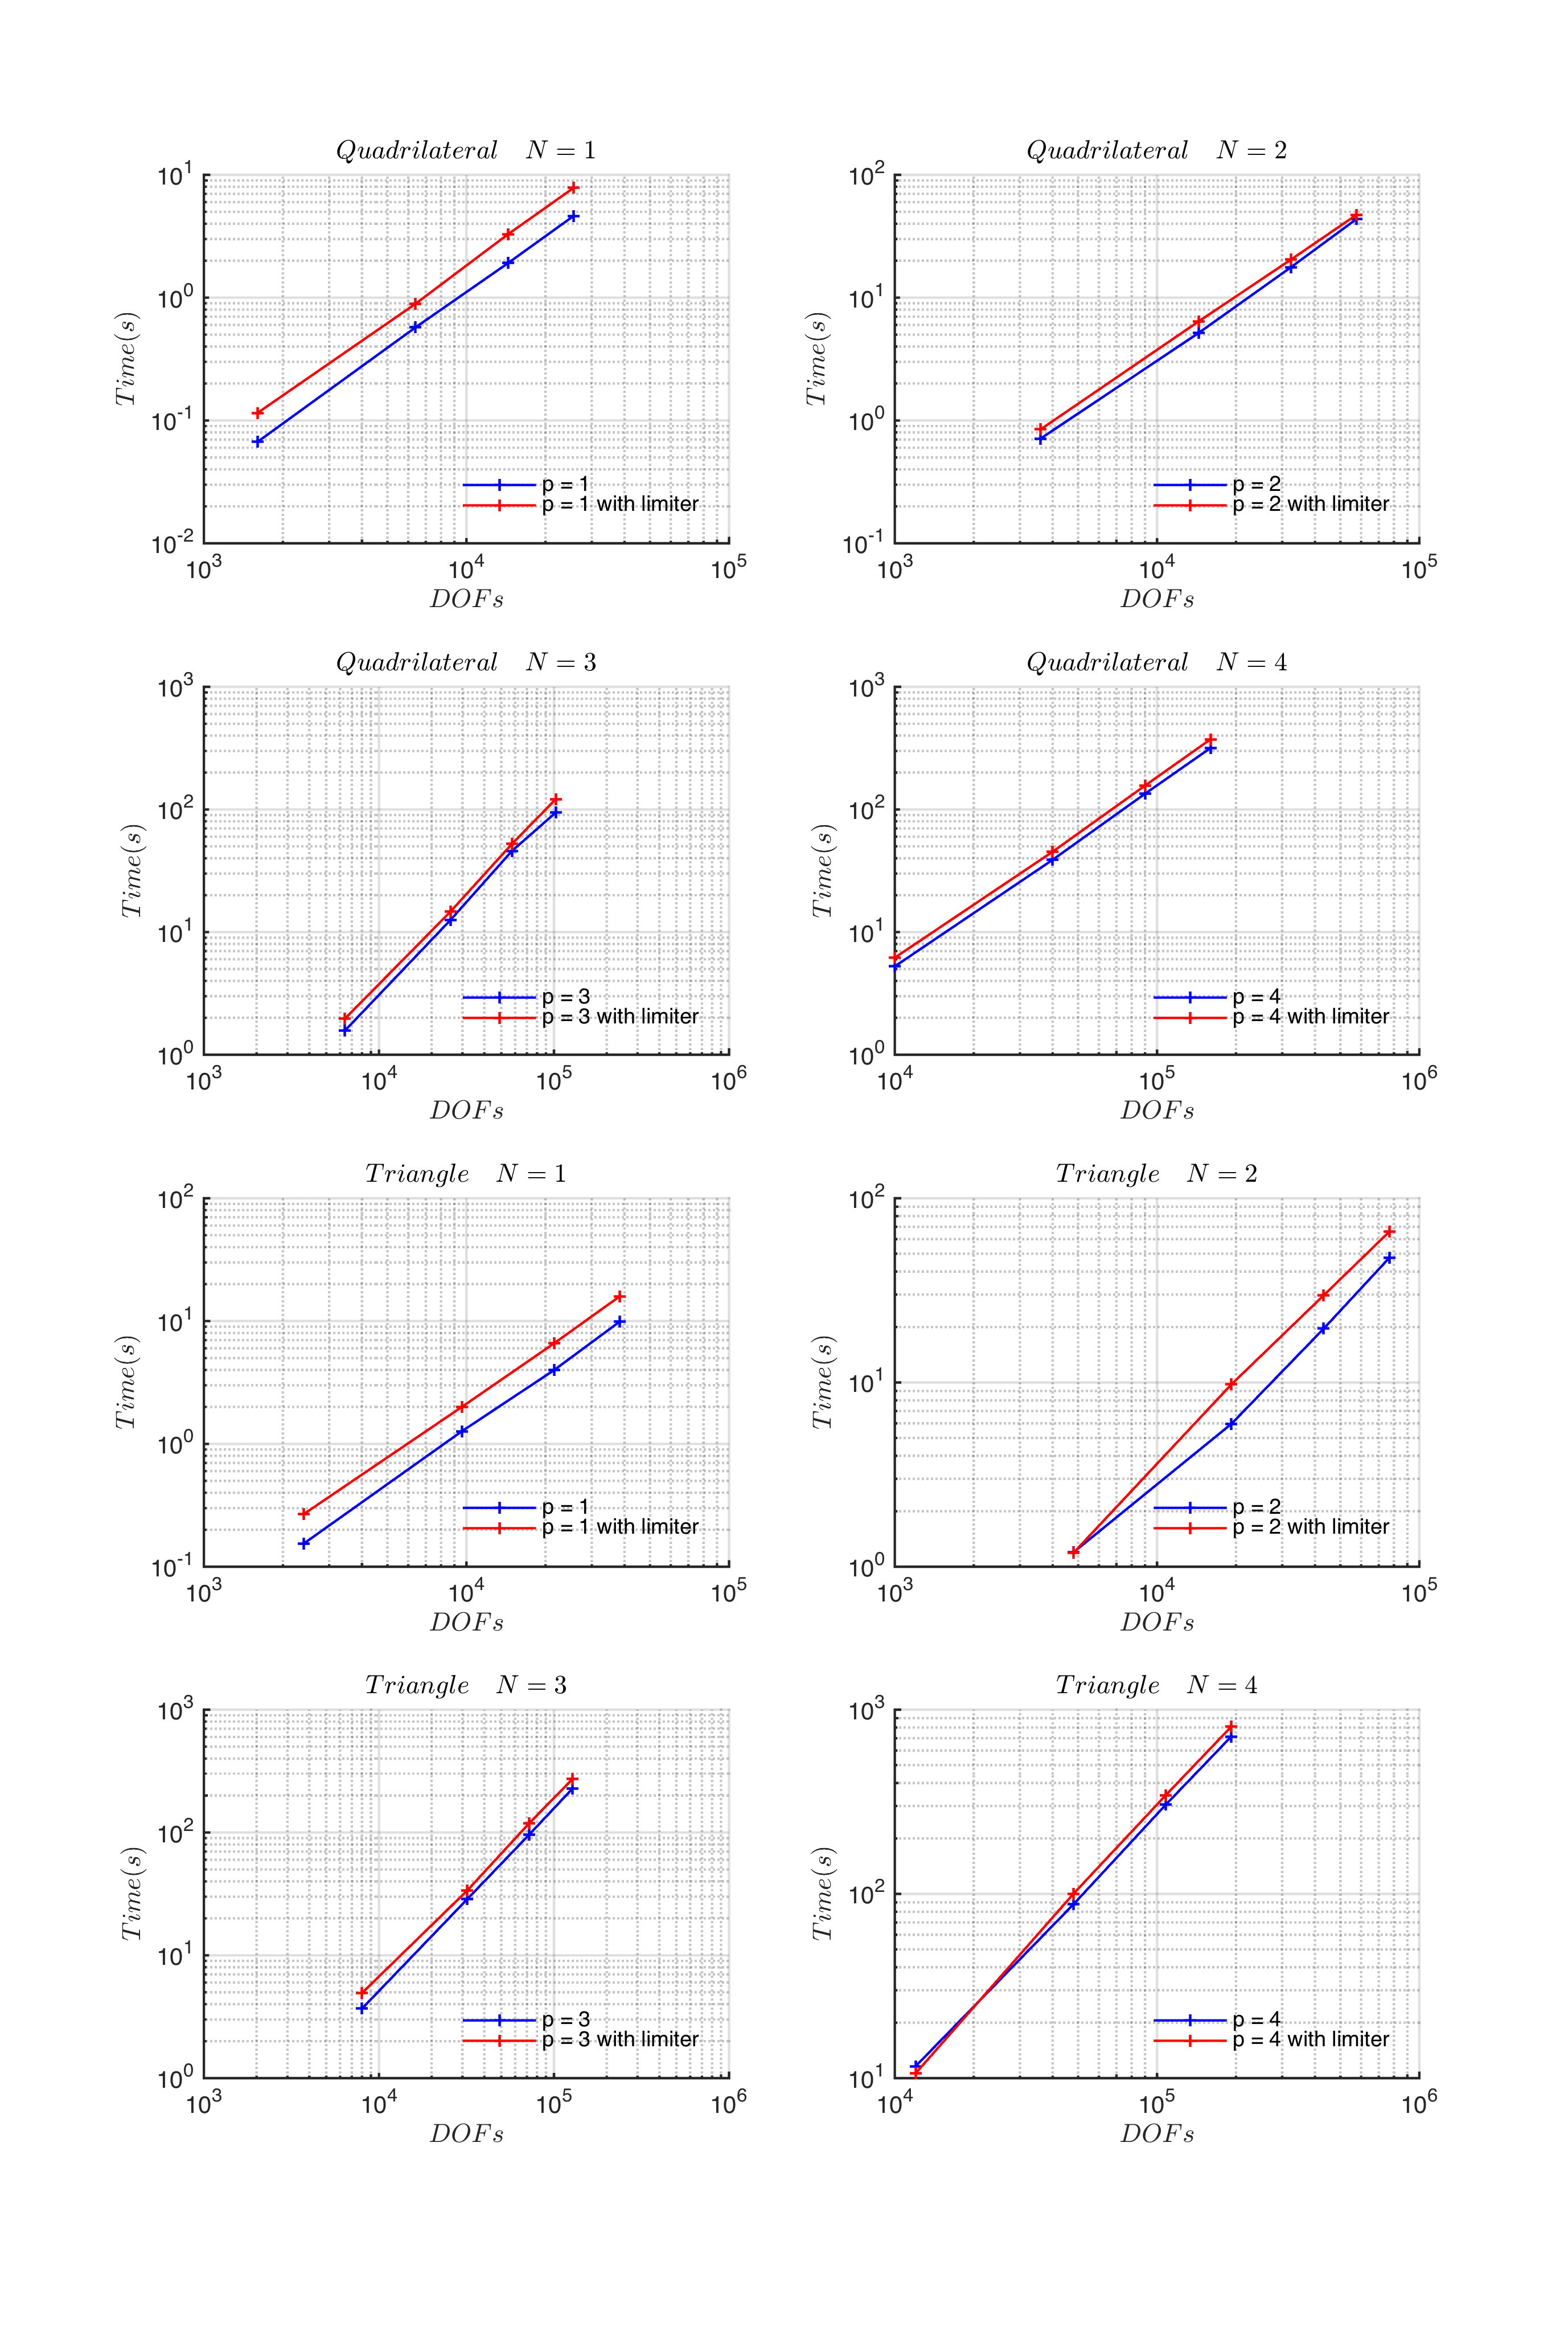 Quadrilateral N = 1
10^1
10^0
10^-1
10^-2
Time(s)
p = 1
p = 1 with limiter
10^3 10^4 10^5
DOFs
Quadrilateral N = 2
10^2
10^1
10^0
10^-1
Time(s)
p = 2
p = 2 with limiter
10^3 10^4 10^5
DOFs
Quadrilateral N = 3
10^3
10^2
10^1
10^0
Time(s)
p = 3
p = 3 with limiter
10^3 10^4 10^5 10^6
DOFs
Quadrilateral N = 4
10^3
10^2
10^1
10^0
Time(s)
p = 4
p = 4 with limiter
10^4 10^5 10^6
DOFs
Triangle N = 1
10^2
10^1
10^0
10^-1
Time(s)
p = 1
p = 1 with limiter
10^3 10^4 10^5
DOFs
Triangle N = 2
10^2
10^1
10^0
Time(s)
p = 2
p = 2 with limiter
10^3 10^4 10^5
DOFs
Triangle N = 3
10^3
10^2
10^1
10^0
Time(s)
p = 3
p = 3 with limiter
10^3 10^4 10^5 10^6
DOFs
Triangle N = 4
10^3
10^2
10^1
Time(s)
p = 4
p = 4 with limiter
10^4 10^5 10^6
DOFs